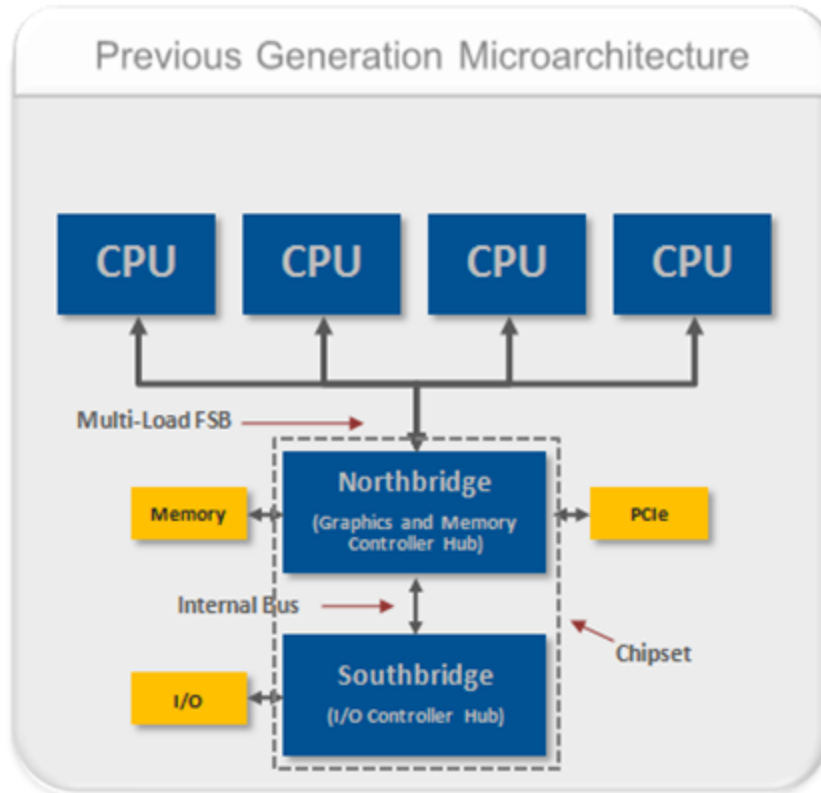 Previous Generation Microarchitecture
CPU
CPU
CPU
CPU
Multi-Load FSB
Northbridge
(Graphics and Memory
Controller Hub)
Memory
PCIe
Internal Bus
Chipset
Southbridge
(I/O Controller Hub)
I/O